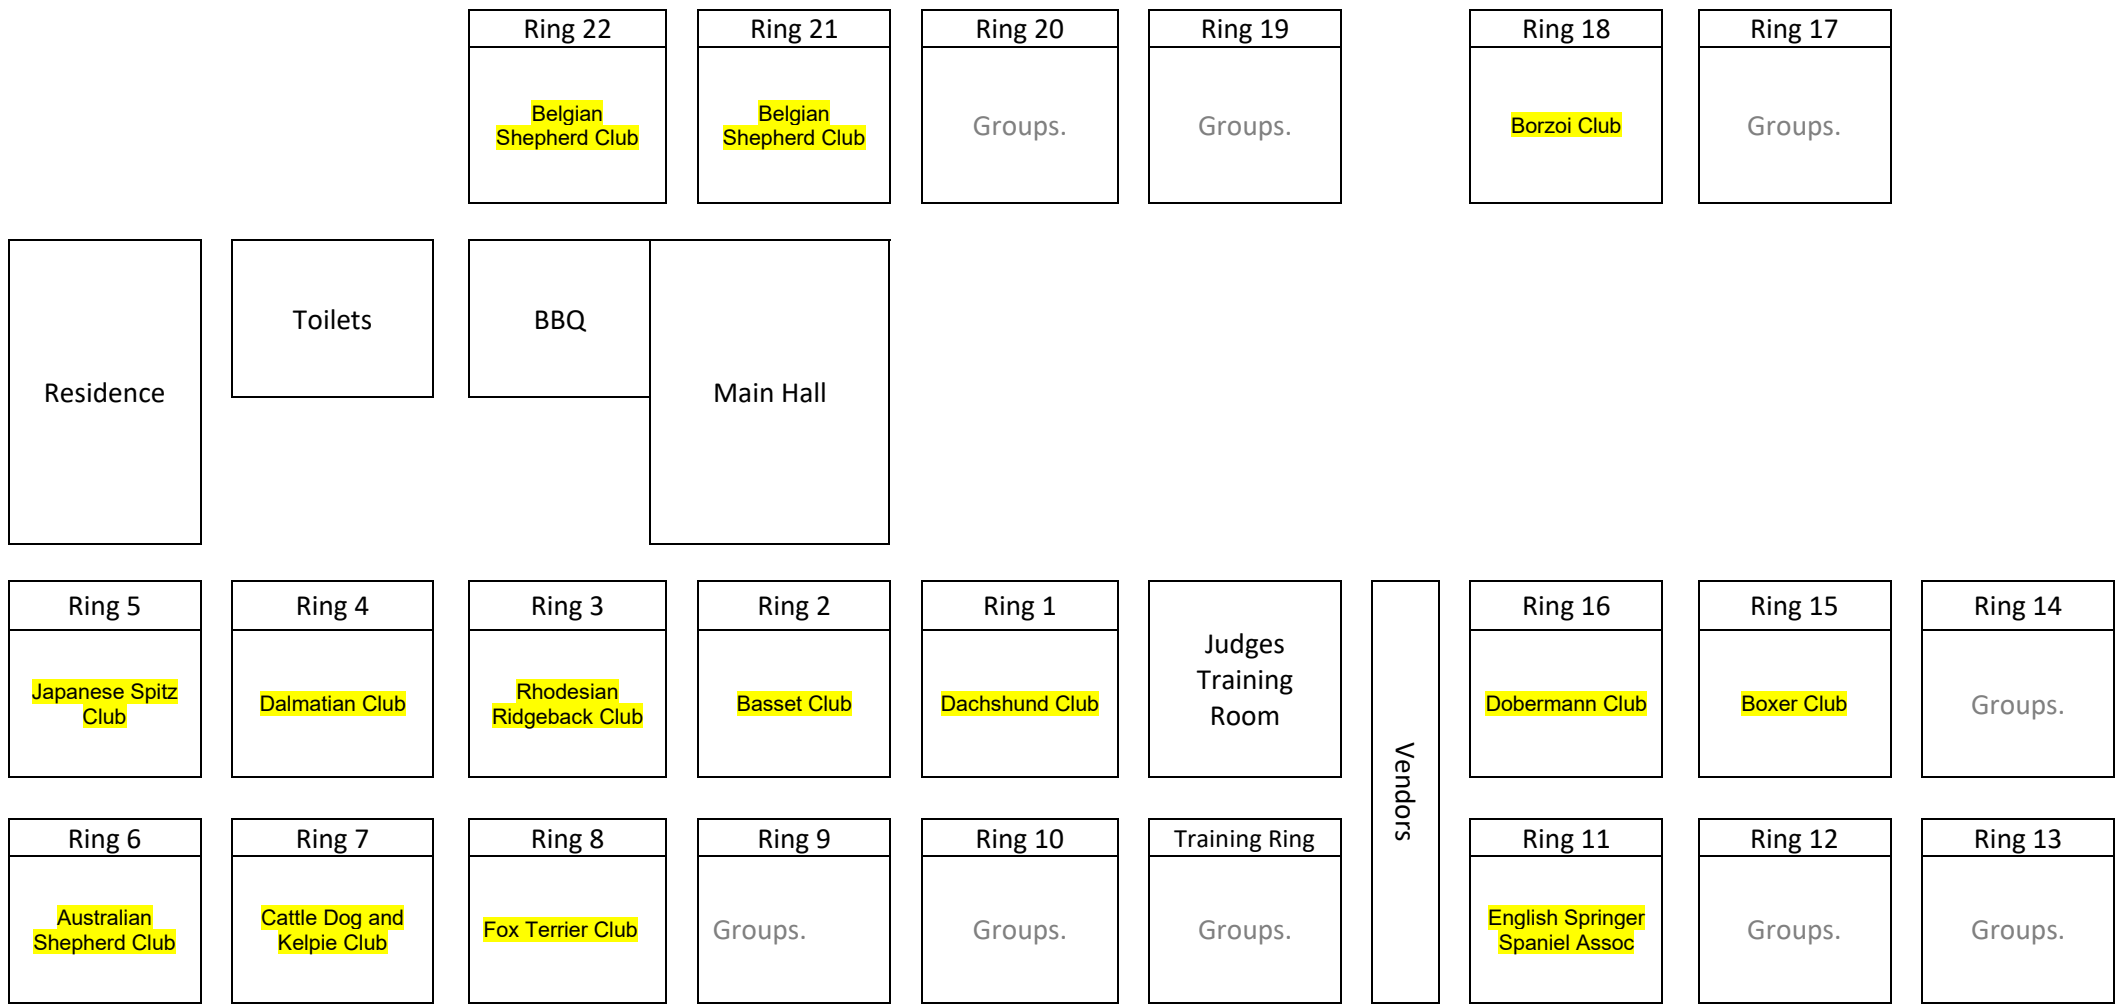 Ring 22
Ring 21
Ring 20
Ring 19
Ring 18
Ring 17
Belgian
Shepherd Club
Belgian
Shepherd Club
Groups.
Groups.
Borzoi Club
Groups.
Residence
Toilets
BBQ
Main Hall
Ring 5
Ring 4
Ring 3
Ring 2
Ring 1
Judges
Training
Room
Vendors
Ring 16
Ring 15
Ring 14
Japanese Spitz
Club
Dalmatian Club
Rhodesian
Ridgeback Club
Basset Club
Dachshund Club
Dobermann Club
Boxer Club
Groups.
Ring 6
Ring 7
Ring 8
Ring 9
Ring 10
Training Ring
Ring 11
Ring 12
Ring 13
Australian
Shepherd Club
Cattle Dog and
Kelpie Club
Fox Terrier Club
Groups.
Groups.
Groups.
English Springer
Spaniel Assoc
Groups.
Groups.